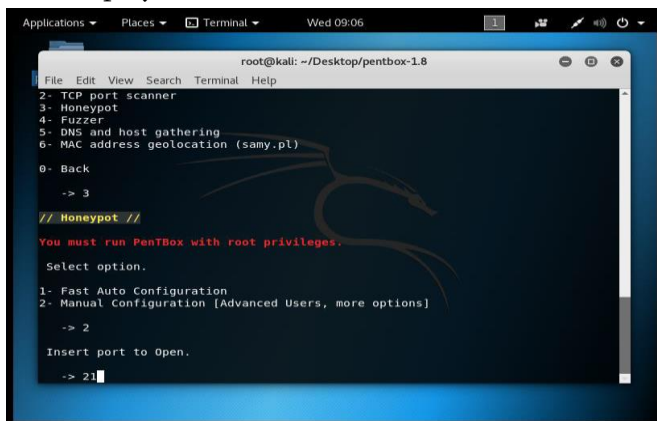 Applications Places Terminal Wed 09:06 1
root@kali: ~/Desktop/pentbox-1.8
File Edit View Search Terminal Help
2- TCP port scanner
3- Honeypot
4- Fuzzer
5- DNS and host gathering
6- MAC address geolocation (samy.pl)
0- Back
-> 3
// Honeypot //
You must run PenTBox with root privileges.
Select option.
1- Fast Auto Configuration
2- Manual Configuration [Advanced Users, more options]
-> 2
Insert port to Open.
-> 21